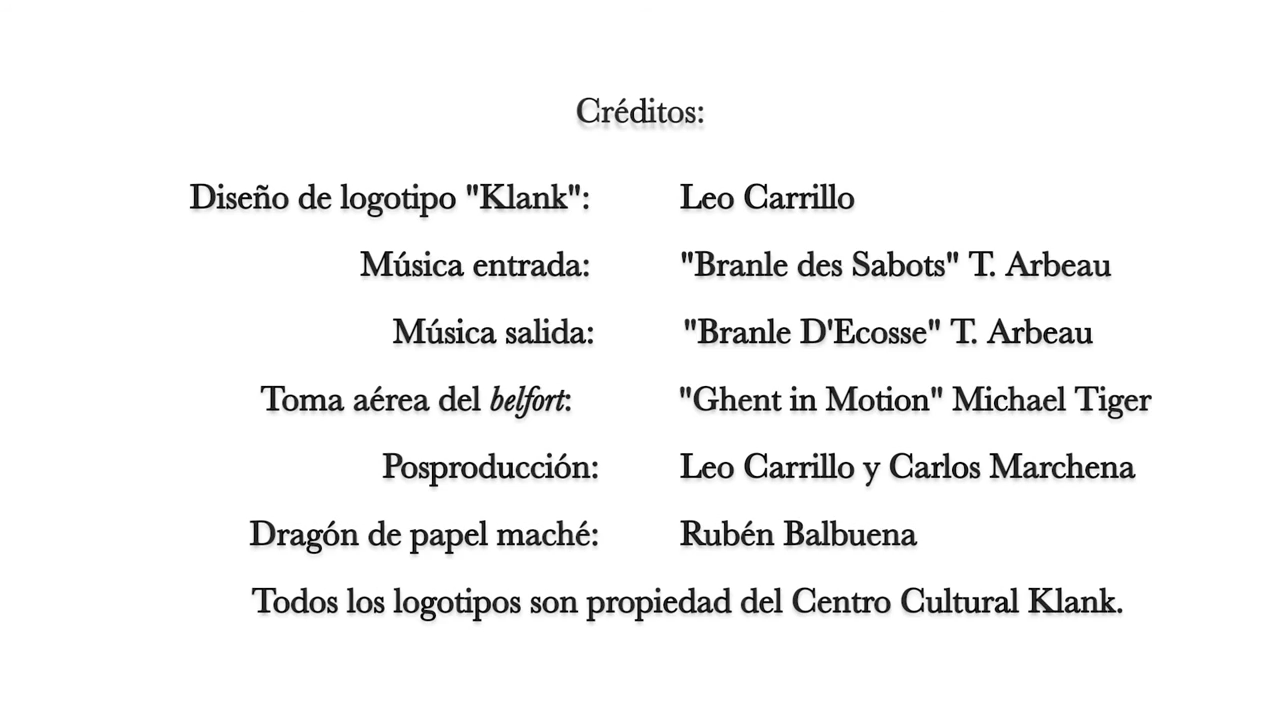 Créditos:
Diseño de logotipo "Klank": Leo Carrillo
Música entrada: "Branle des Sabots" T. Arbeau
Música salida: "Branle D'Ecosse" T. Arbeau
Toma aérea del belfort: "Ghent in Motion" Michael Tiger
Posproducción: Leo Carrillo y Carlos Marchena
Dragón de papel maché: Rubén Balbuena
Todos los logotipos son propiedad del Centro Cultural Klank.